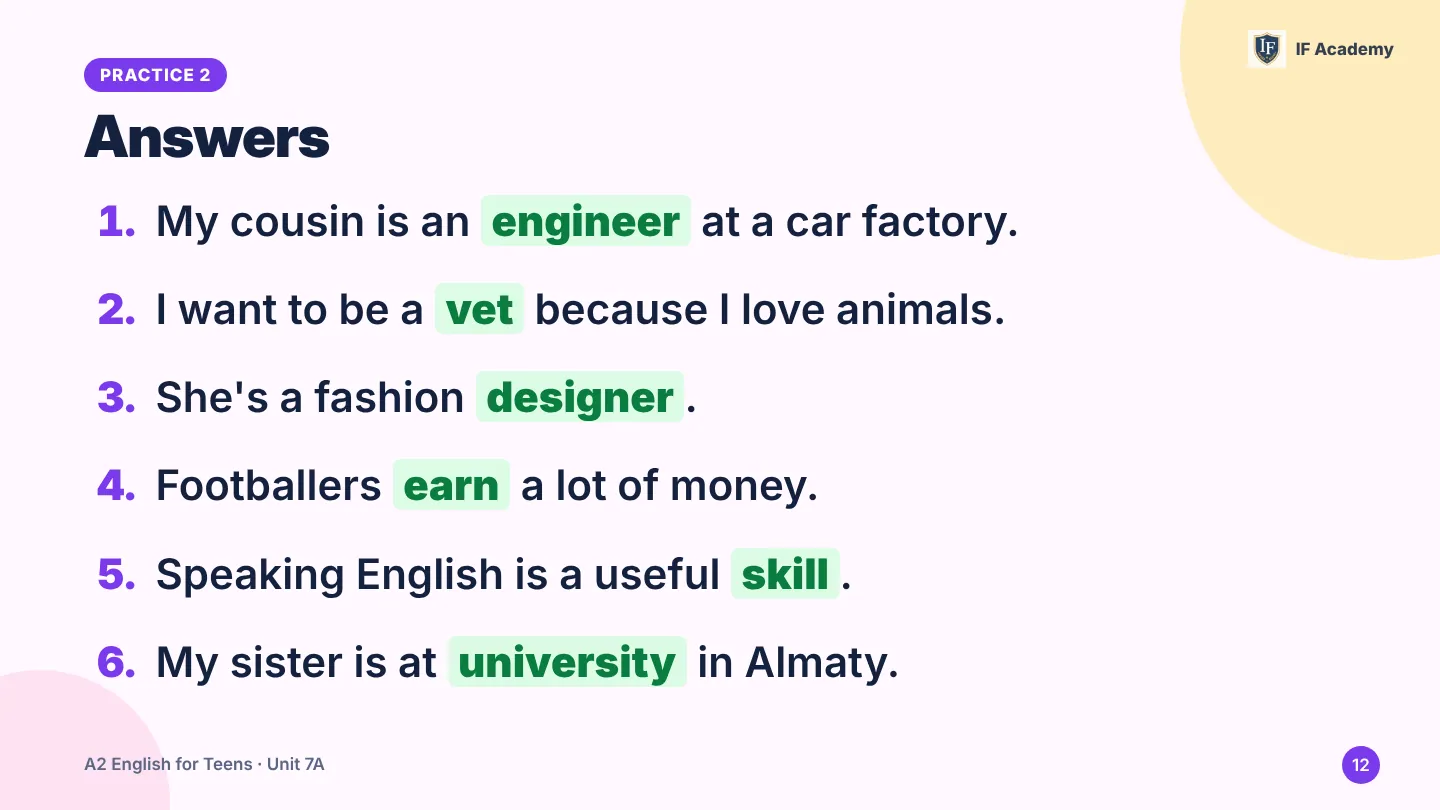 IF IF Academy
PRACTICE 2
Answers
1. My cousin is an engineer at a car factory.
2. I want to be a vet because I love animals.
3. She's a fashion designer.
4. Footballers earn a lot of money.
5. Speaking English is a useful skill.
6. My sister is at university in Almaty.
A2 English for Teens · Unit 7A
12